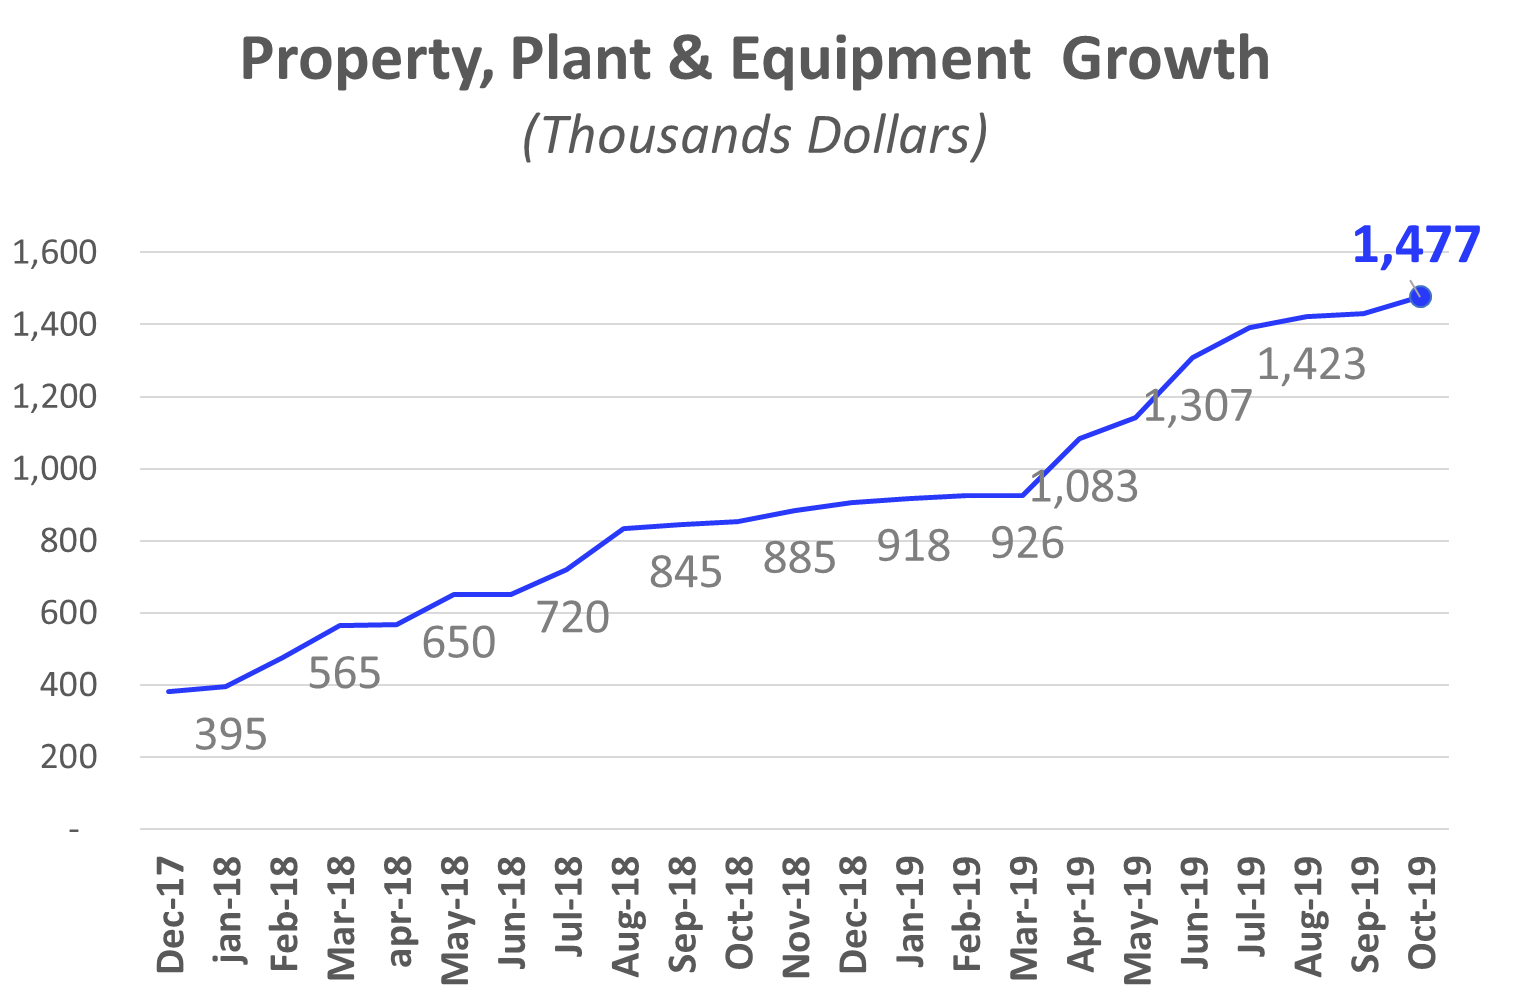 Property, Plant & Equipment  Growth
(Thousands Dollars)
1,600
1,400
1,200
1,000
800
600
400
200
-
395
565
650
720
845
885
918
926
1,083
1,307
1,423
1,477
Dec-17
jan-18
Feb-18
Mar-18
apr-18
May-18
Jun-18
Jul-18
Aug-18
Sep-18
Oct-18
Nov-18
Dec-18
Jan-19
Feb-19
Mar-19
Apr-19
May-19
Jun-19
Jul-19
Aug-19
Sep-19
Oct-19